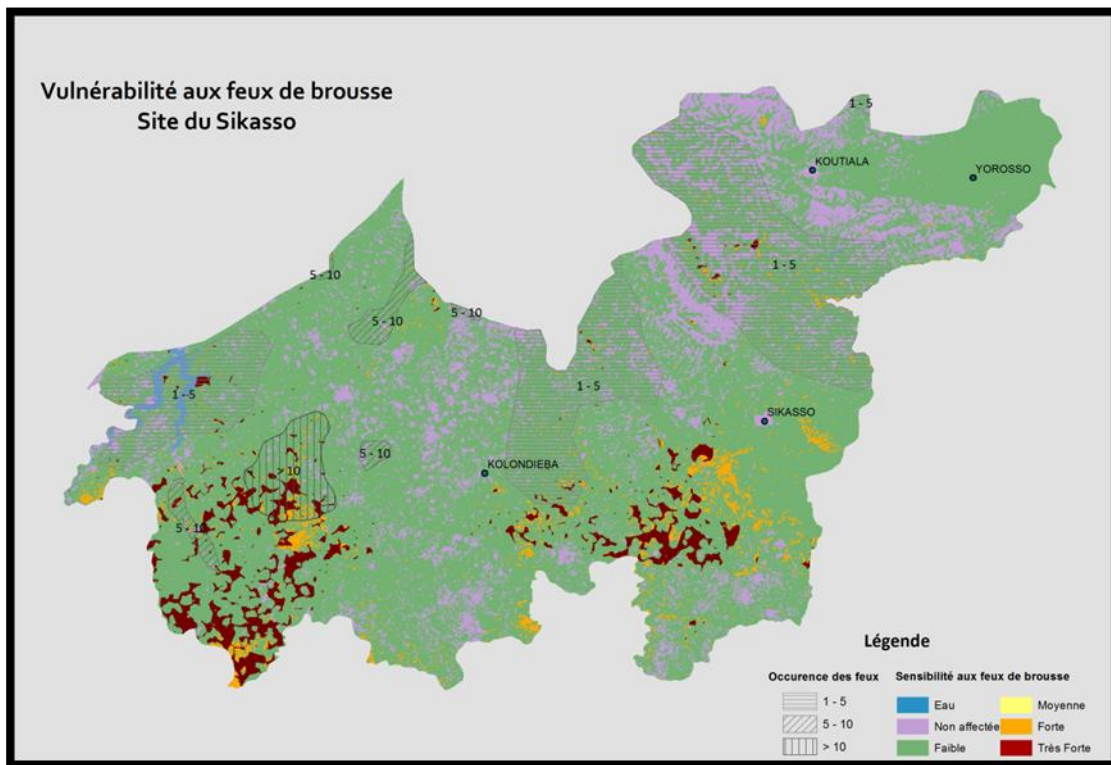 Vulnérabilité aux feux de brousse
Site du Sikasso
1 - 5
KOUTIALA
YOROSSO
5 - 10
1 - 5
5 - 10
5 - 10
1 - 5
1 - 5
SIKASSO
5 - 10
> 10
KOLONDIEBA
5 - 10
Légende
Occurence des feux
1 - 5
5 - 10
> 10
Sensibilité aux feux de brousse
Eau
Non affectée
Faible
Moyenne
Forte
Très Forte